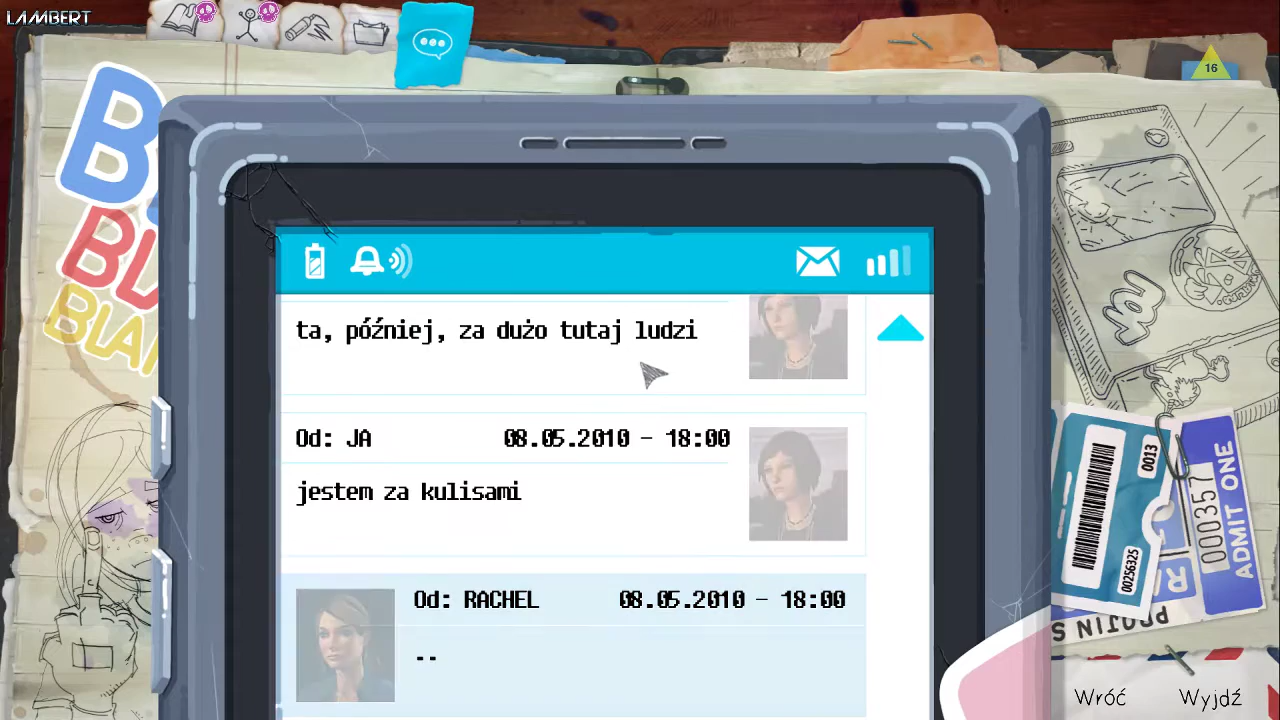 LAMBERT
16
ta, później, za dużo tutaj ludzi
Od: JA 08.05.2010 - 18:00
jestem za kulisami
Od: RACHEL 08.05.2010 - 18:00
--
0013
00256325
000357
ADMIT ONE
Wróć Wyjdź